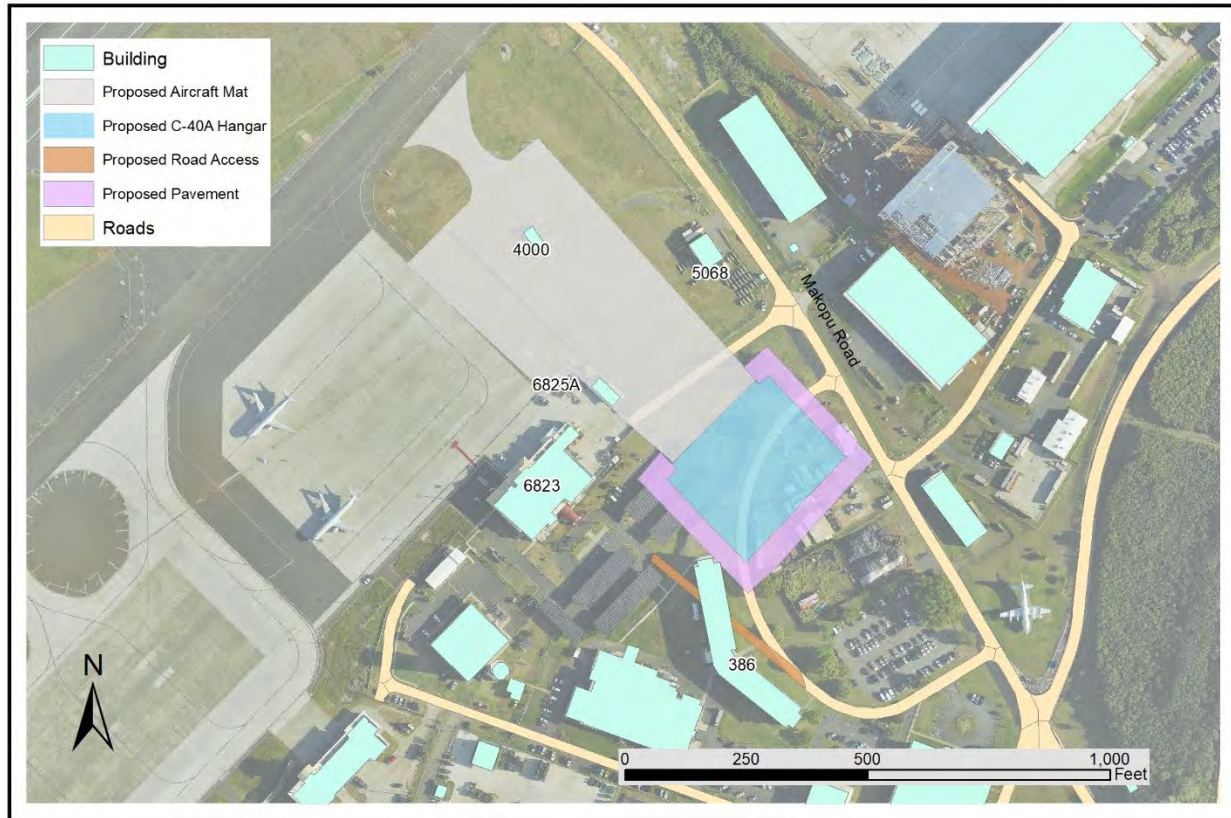 Building
Proposed Aircraft Mat
Proposed C-40A Hangar
Proposed Road Access
Proposed Pavement
Roads
4000
5068
Makopu Road
6825A
6823
386
N
0 250 500 1,000
Feet